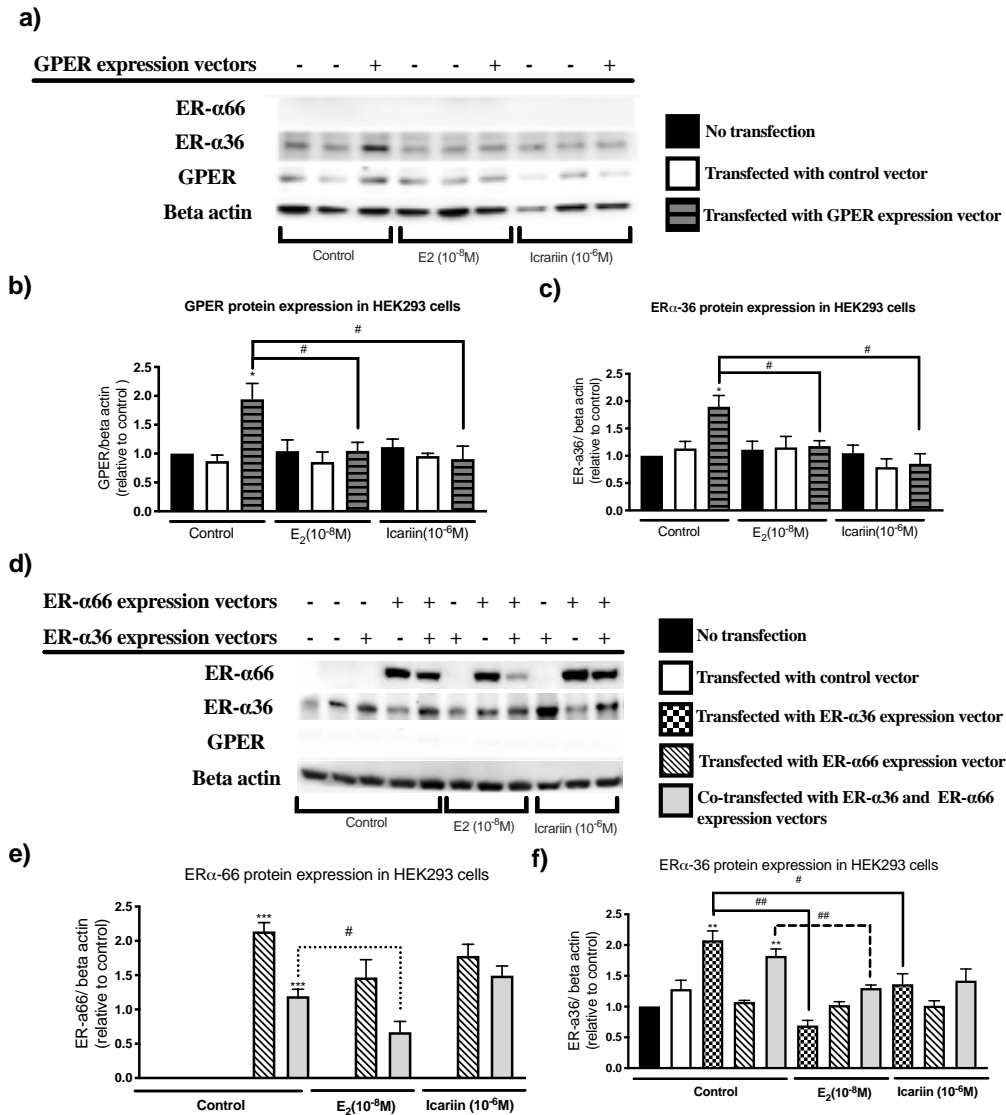 a)
GPER expression vectors - - + - - + - - +
ER-α66
ER-α36
GPER
Beta actin
Control E2 (10-8M) Icrariin (10-6M)
No transfection
Transfected with control vector
Transfected with GPER expression vector
b)
GPER protein expression in HEK293 cells
GPER/beta actin
(relative to control )
2.5
2.0
1.5
1.0
0.5
0.0
*
#
#
Control E2(10-8M) Icariin(10-6M)
c)
ERα-36 protein expression in HEK293 cells
ER-a36/ beta actin
(relative to control)
2.5
2.0
1.5
1.0
0.5
0.0
*
#
#
Control E2(10-8M) Icariin(10-6M)
d)
ER-α66 expression vectors - - - + + - + + - + +
ER-α36 expression vectors - - + - + + - + + - +
ER-α66
ER-α36
GPER
Beta actin
Control E2 (10-8M) Icrariin (10-6M)
No transfection
Transfected with control vector
Transfected with ER-α36 expression vector
Transfected with ER-α66 expression vector
Co-transfected with ER-α36 and ER-α66
expression vectors
e)
ERα-66 protein expression in HEK293 cells
ER-a66/ beta actin
(relative to control)
2.5
2.0
1.5
1.0
0.5
0.0
***
***
#
Control E2(10-8M) Icariin(10-6M)
f)
ERα-36 protein expression in HEK293 cells
ER-a36/ beta actin
(relative to control)
2.5
2.0
1.5
1.0
0.5
0.0
**
**
##
#
##
Control E2(10-8M) Icariin(10-6M)